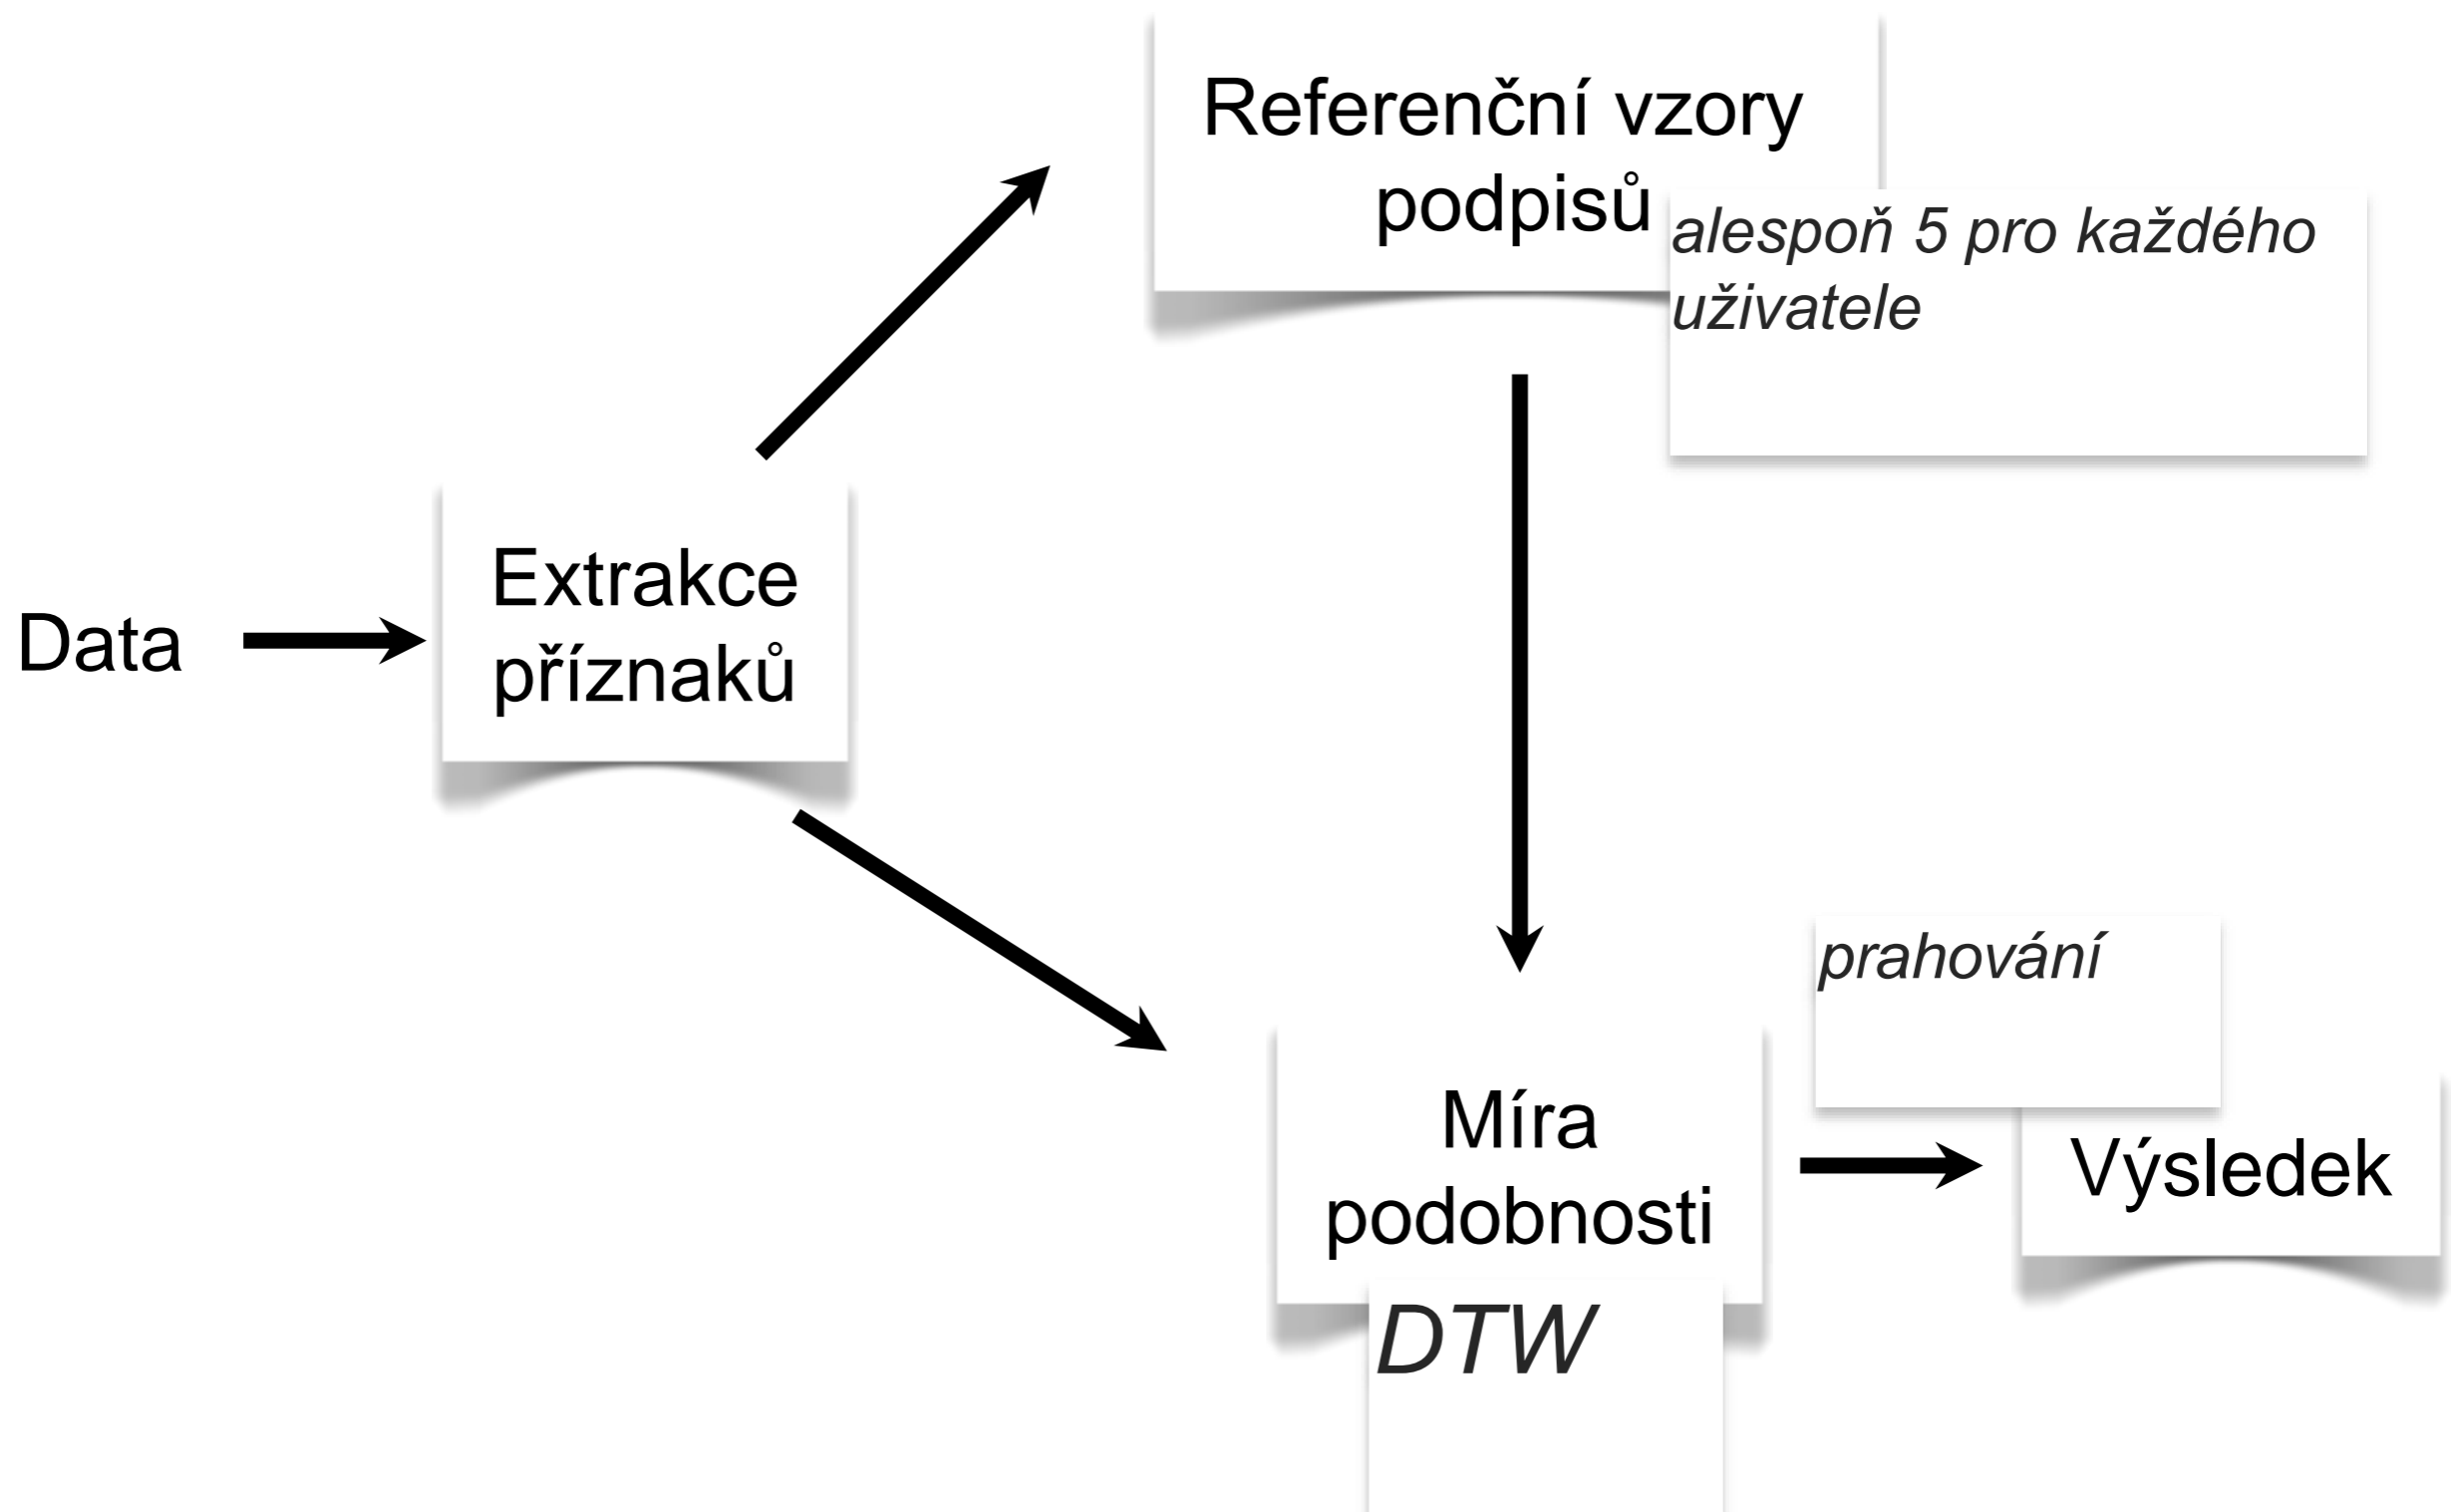 Referenční vzory
podpisů
alespoň 5 pro každého
uživatele
Extrakce
příznaků
Data
prahování
Míra
podobnosti
Výsledek
DTW